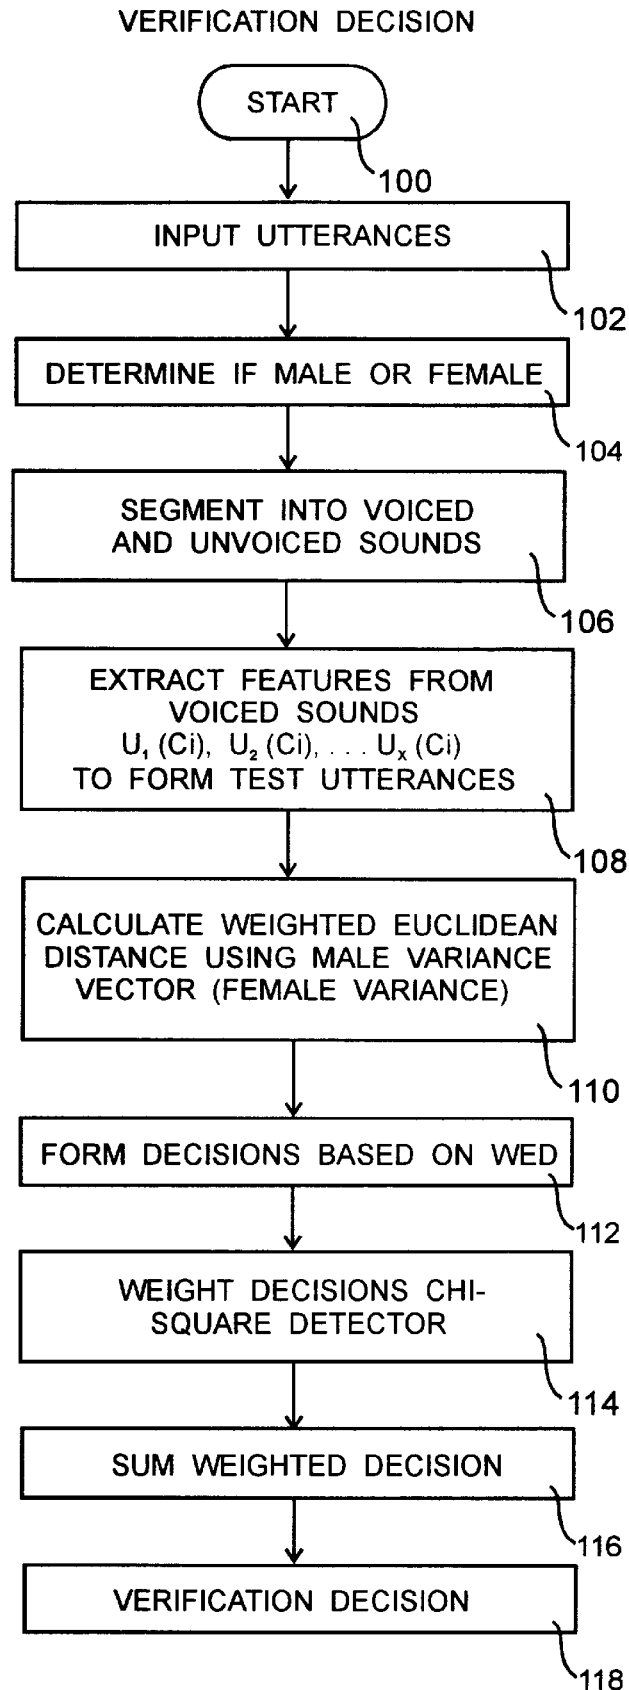 VERIFICATION DECISION
START
100
INPUT UTTERANCES
102
DETERMINE IF MALE OR FEMALE
104
SEGMENT INTO VOICED
AND UNVOICED SOUNDS
106
EXTRACT FEATURES FROM
VOICED SOUNDS
U₁ (Ci), U₂ (Ci), . . . Uₓ (Ci)
TO FORM TEST UTTERANCES
108
CALCULATE WEIGHTED EUCLIDEAN
DISTANCE USING MALE VARIANCE
VECTOR (FEMALE VARIANCE)
110
FORM DECISIONS BASED ON WED
112
WEIGHT DECISIONS CHI-
SQUARE DETECTOR
114
SUM WEIGHTED DECISION
116
VERIFICATION DECISION
118